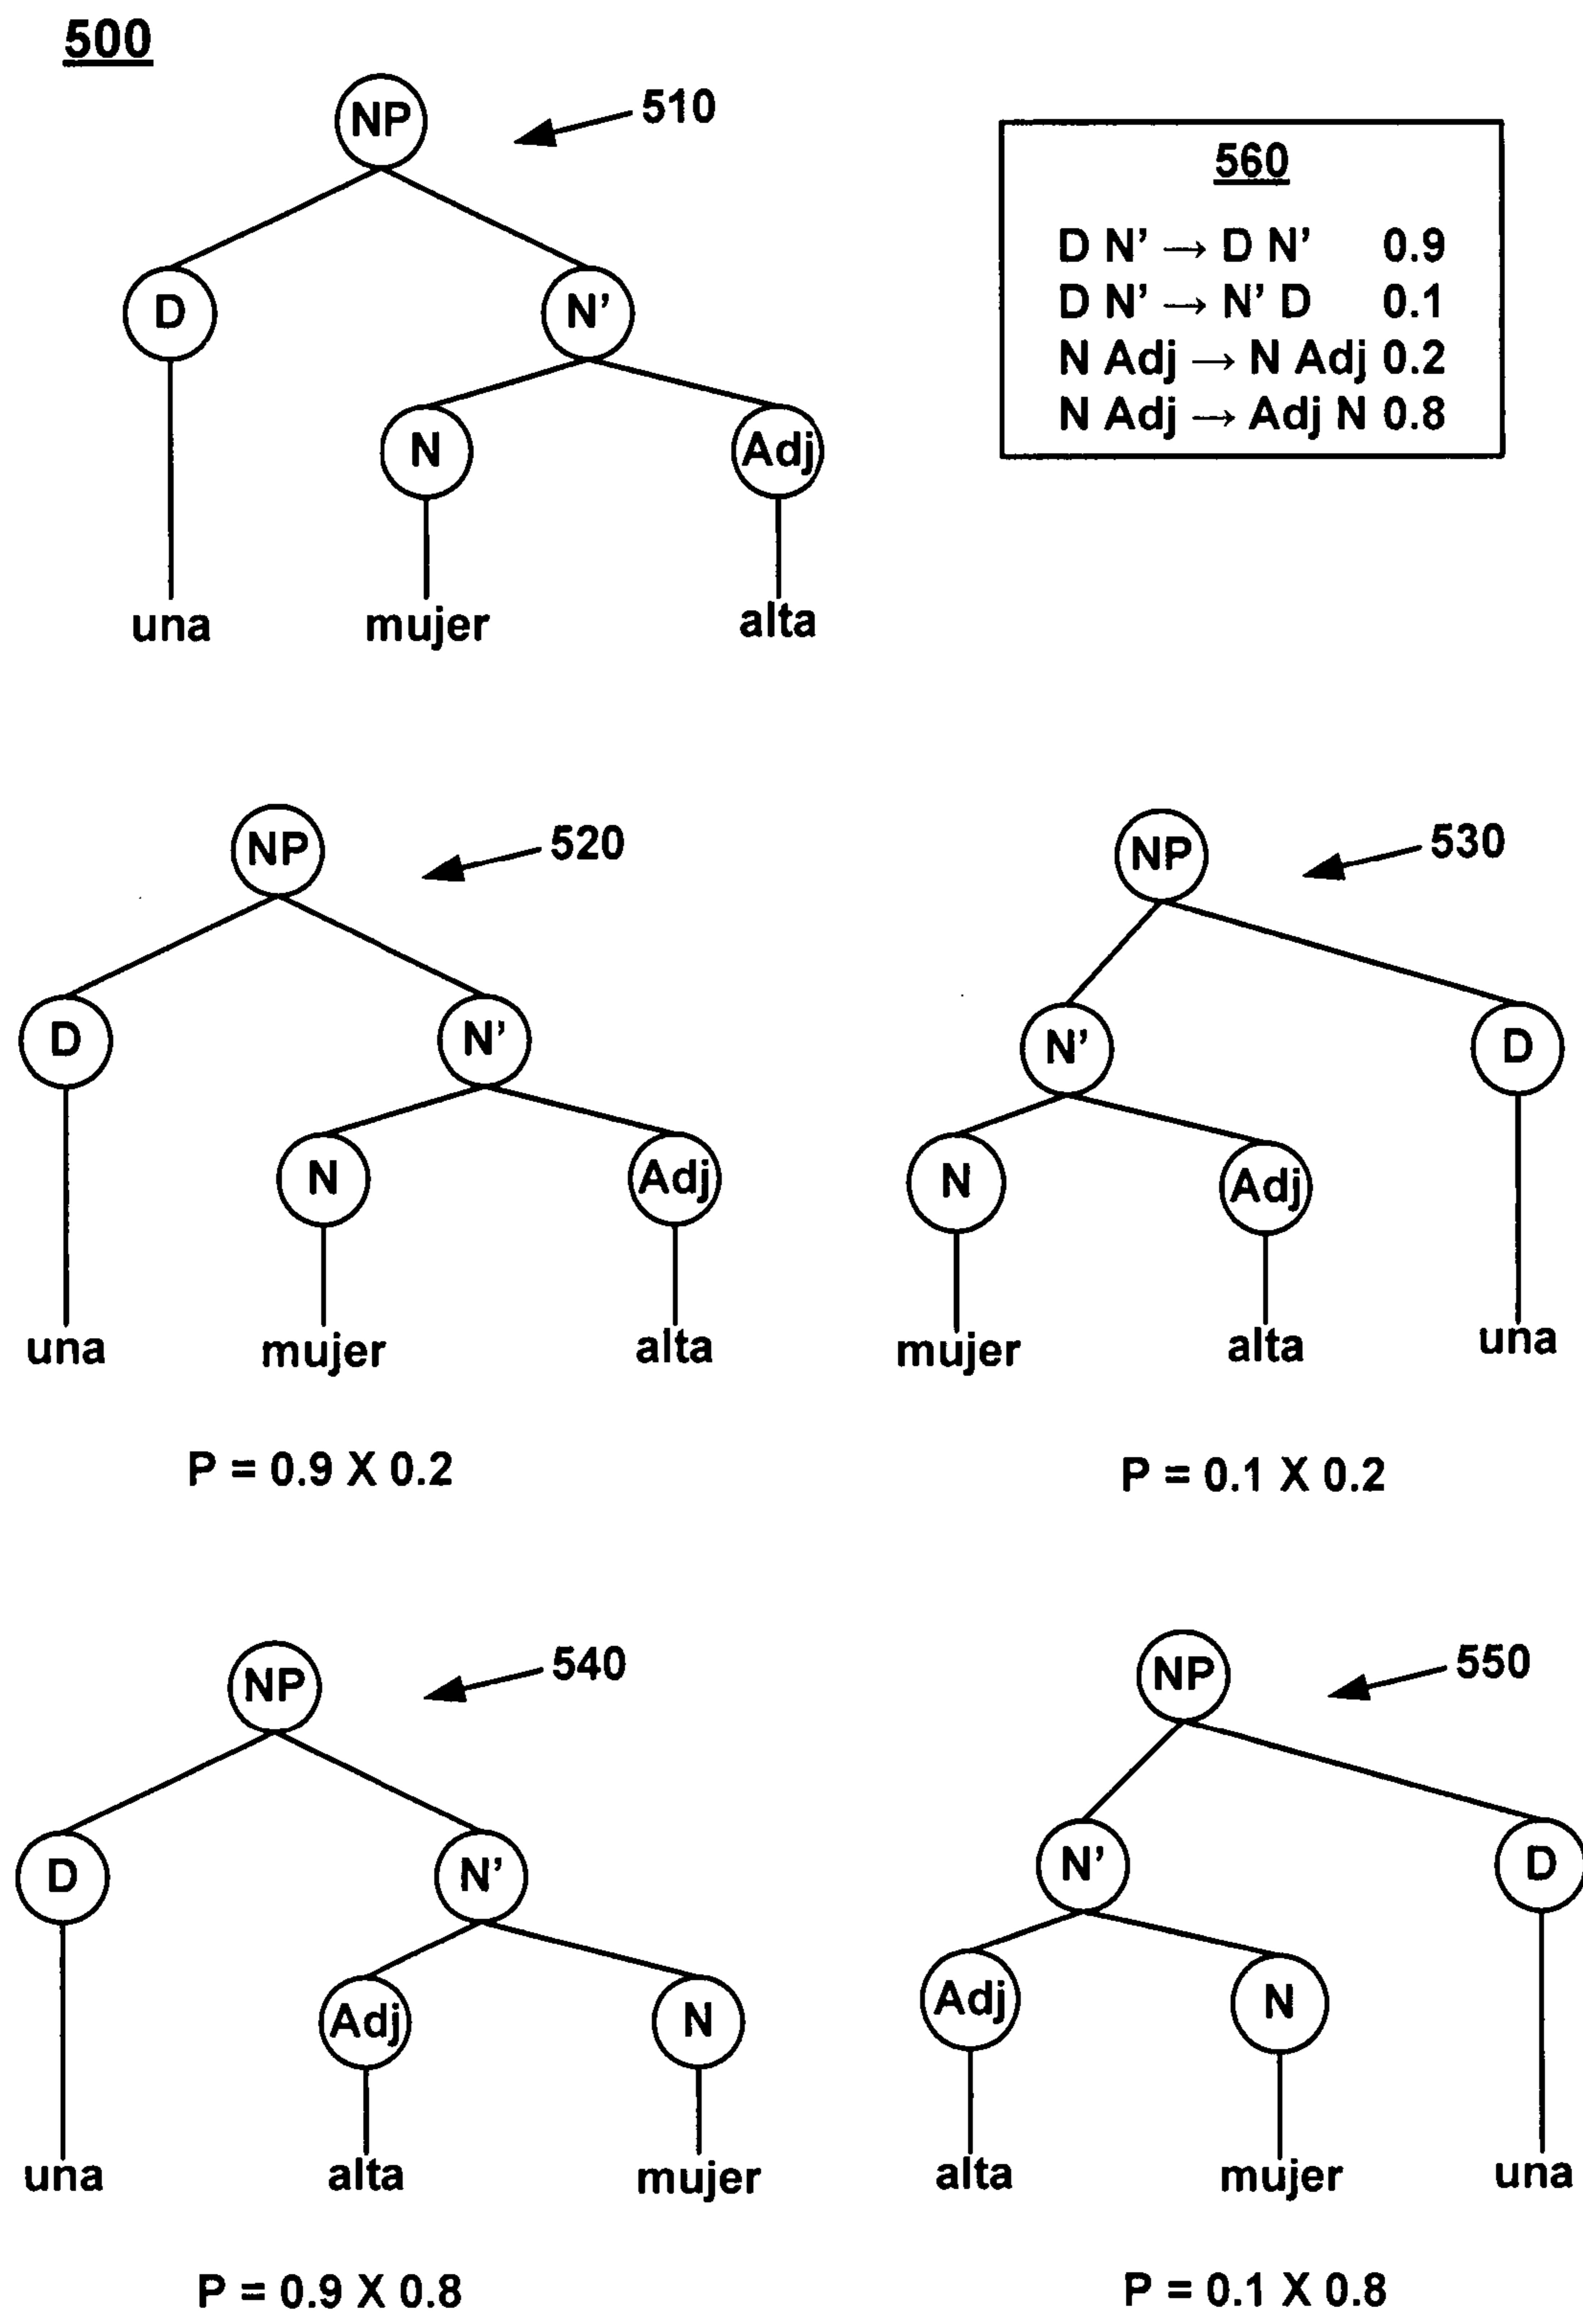 500
NP
510
D
N'
N
Adj
una
mujer
alta
560
D N' → D N' 0.9
D N' → N' D 0.1
N Adj → N Adj 0.2
N Adj → Adj N 0.8
NP
520
D
N'
N
Adj
una
mujer
alta
P = 0.9 X 0.2
NP
530
N'
D
N
Adj
mujer
alta
una
P = 0.1 X 0.2
NP
540
D
N'
Adj
N
una
alta
mujer
P = 0.9 X 0.8
NP
550
N'
D
Adj
N
alta
mujer
una
P = 0.1 X 0.8